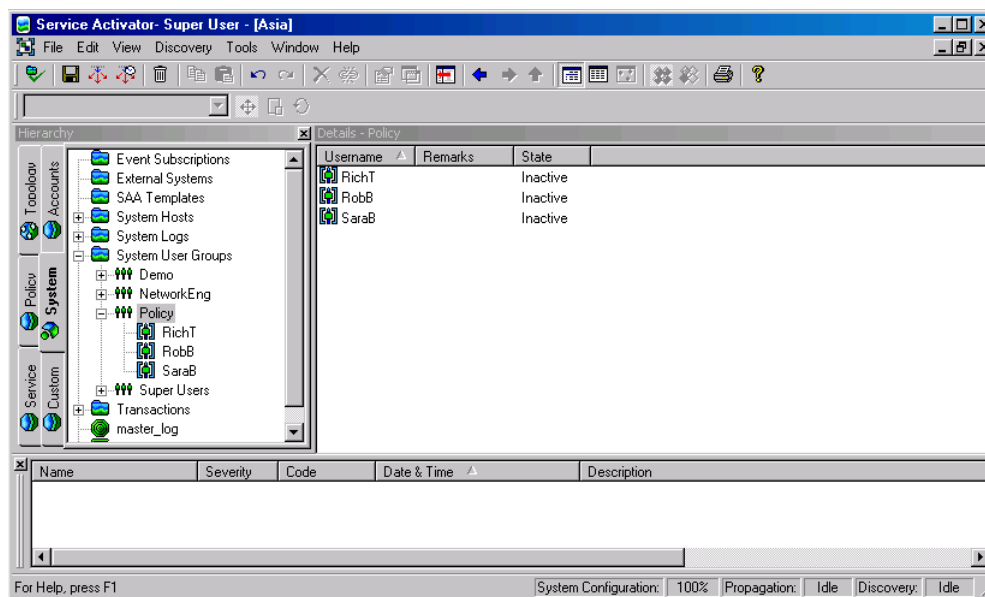 Service Activator- Super User - [Asia]
File Edit View Discovery Tools Window Help
Hierarchy
Details - Policy
Topology
Accounts
Policy
System
Service
Custom
Event Subscriptions
External Systems
SAA Templates
System Hosts
System Logs
System User Groups
Demo
NetworkEng
Policy
RichT
RobB
SaraB
Super Users
Transactions
master_log
Username Remarks State
RichT Inactive
RobB Inactive
SaraB Inactive
Name Severity Code Date & Time Description
For Help, press F1 System Configuration: 100% Propagation: Idle Discovery: Idle